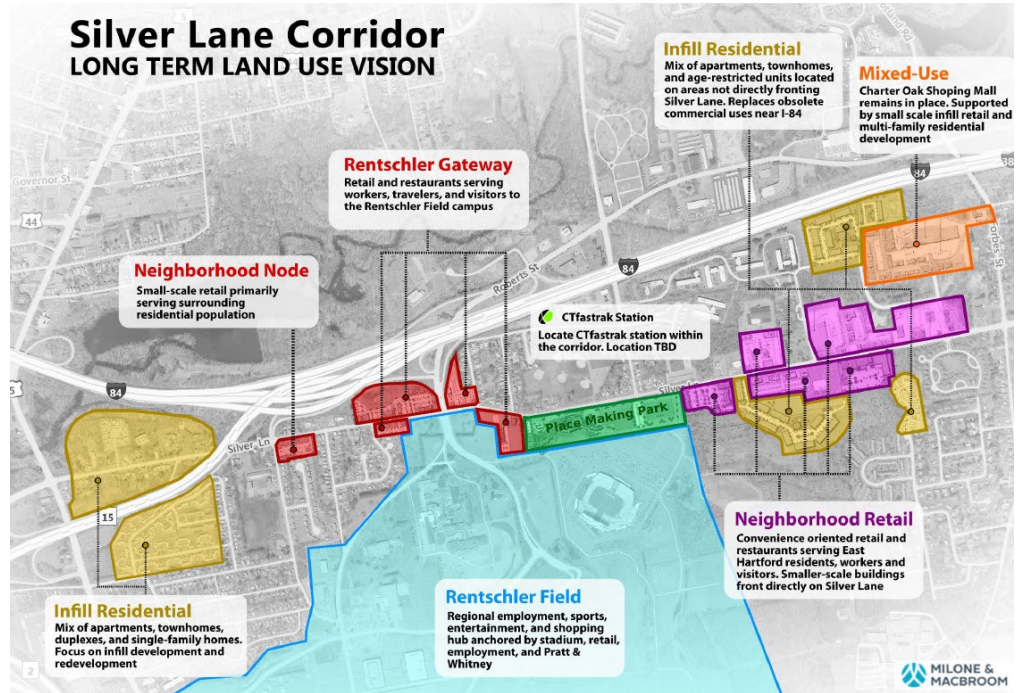 Silver Lane Corridor
LONG TERM LAND USE VISION
Infill Residential
Mix of apartments, townhomes,
and age-restricted units located
on areas not directly fronting
Silver Lane. Replaces obsolete
commercial uses near I-84
Mixed-Use
Charter Oak Shoping Mall
remains in place. Supported
by small scale infill retail and
multi-family residential
development
Rentschler Gateway
Retail and restaurants serving
workers, travelers, and visitors to
the Rentschler Field campus
Neighborhood Node
Small-scale retail primarily
serving surrounding
residential population
CTfastrak Station
Locate CTfastrak station within
the corridor. Location TBD
Governor St
44
Roberts St
84
84
38
Forbes St
84
5
Silver Ln
Silver Ln
15
2
Place Making Park
Neighborhood Retail
Convenience oriented retail and
restaurants serving East
Hartford residents, workers and
visitors. Smaller-scale buildings
front directly on Silver Lane
Rentschler Field
Regional employment, sports,
entertainment, and shopping
hub anchored by stadium, retail,
employment, and Pratt &
Whitney
Infill Residential
Mix of apartments, townhomes,
duplexes, and single-family homes.
Focus on infill development and
redevelopment
MILONE &
MACBROOM